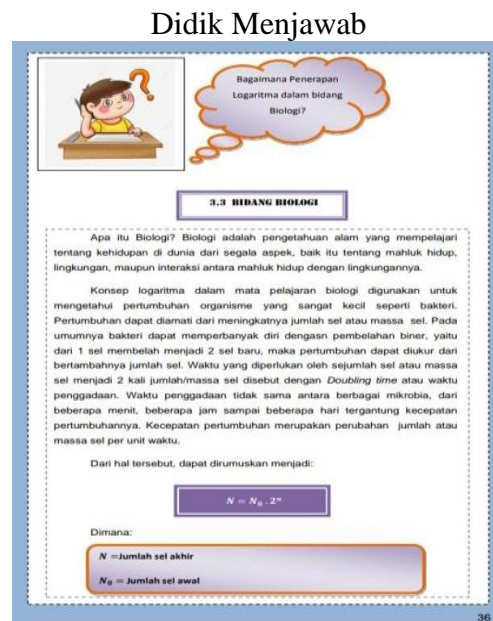 Didik Menjawab
Bagaimana Penerapan
Logaritma dalam bidang
Biologi?
3.3 BIDANG BIOLOGI
Apa itu Biologi? Biologi adalah pengetahuan alam yang mempelajari
tentang kehidupan di dunia dari segala aspek, baik itu tentang mahluk hidup,
lingkungan, maupun interaksi antara mahluk hidup dengan lingkungannya.
Konsep logaritma dalam mata pelajaran biologi digunakan untuk
mengetahui pertumbuhan organisme yang sangat kecil seperti bakteri.
Pertumbuhan dapat diamati dari meningkatnya jumlah sel atau massa sel. Pada
umumnya bakteri dapat memperbanyak diri dengasn pembelahan biner, yaitu
dari 1 sel membelah menjadi 2 sel baru, maka pertumbuhan dapat diukur dari
bertambahnya jumlah sel. Waktu yang diperlukan oleh sejumlah sel atau massa
sel menjadi 2 kali jumlah/massa sel disebut dengan Doubling time atau waktu
penggadaan. Waktu penggadaan tidak sama antara berbagai mikrobia, dari
beberapa menit, beberapa jam sampai beberapa hari tergantung kecepatan
pertumbuhannya. Kecepatan pertumbuhan merupakan perubahan jumlah atau
massa sel per unit waktu.
Dari hal tersebut, dapat dirumuskan menjadi:
N = N₀ . 2ⁿ
Dimana:
N =Jumlah sel akhir
N₀ = Jumlah sel awal
36